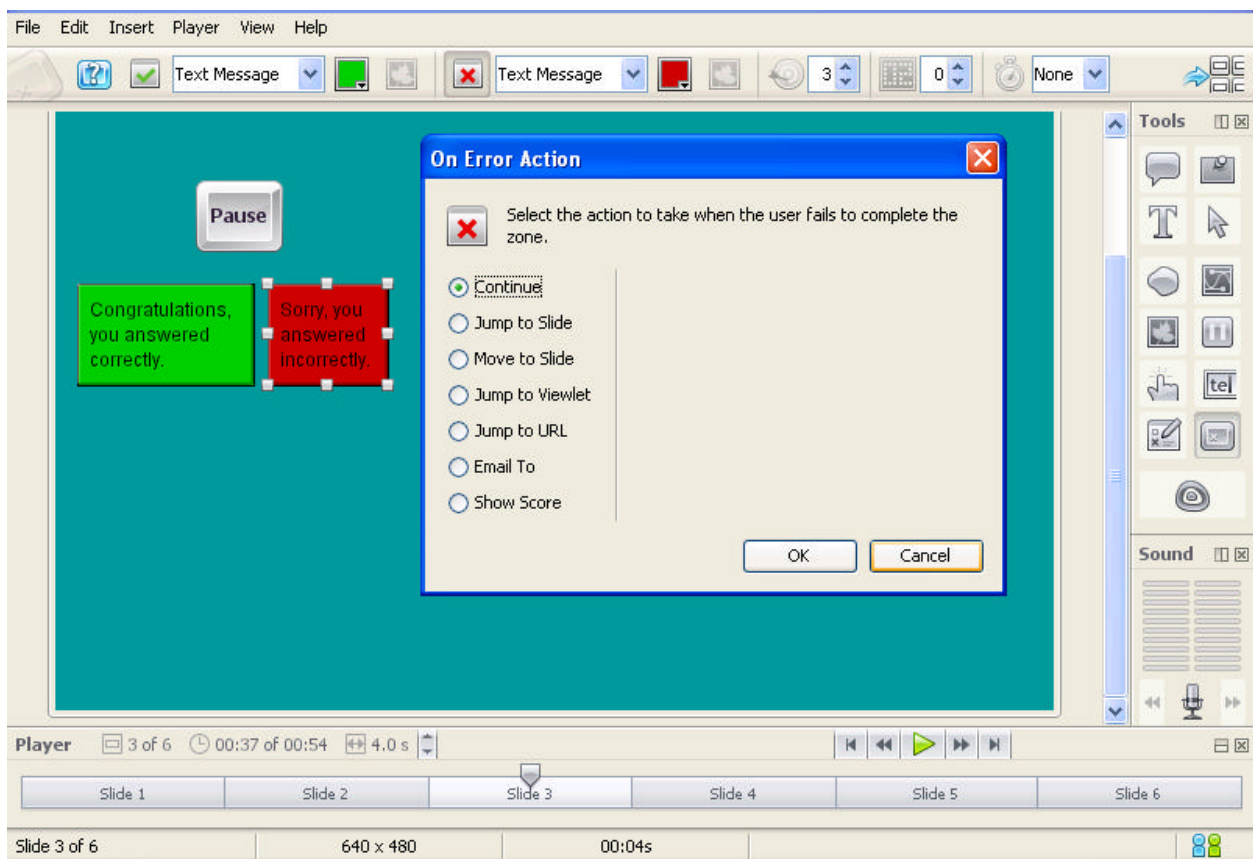 File Edit Insert Player View Help
Text Message Text Message 3 0 None
Tools
On Error Action
Select the action to take when the user fails to complete the
zone.
Pause
Congratulations,
you answered
correctly.
Sorry, you
answered
incorrectly.
Continue
Jump to Slide
Move to Slide
Jump to Viewlet
Jump to URL
Email To
Show Score
OK Cancel
T
tel
Sound
Player 3 of 6 00:37 of 00:54 4.0 s
Slide 1 Slide 2 Slide 3 Slide 4 Slide 5 Slide 6
Slide 3 of 6 640 x 480 00:04s